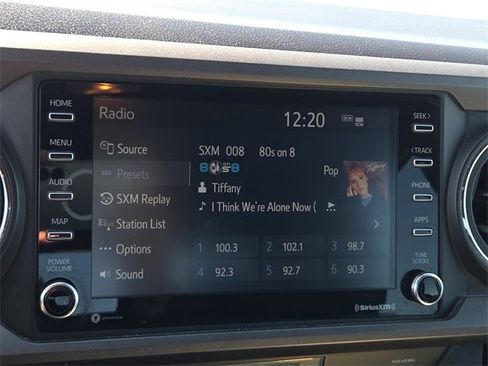 HOME
MENU
AUDIO
MAP
POWER
VOLUME
Radio
12:20
Source
Presets
SXM Replay
Station List
Options
Sound
SXM 008 80s on 8
Pop
Tiffany
I Think We're Alone Now (
1 100.3
2 102.1
3 98.7
4 92.3
5 92.7
6 90.3
SEEK >
< TRACK
PHONE
APPS
TUNE
SCROLL
SiriusXM